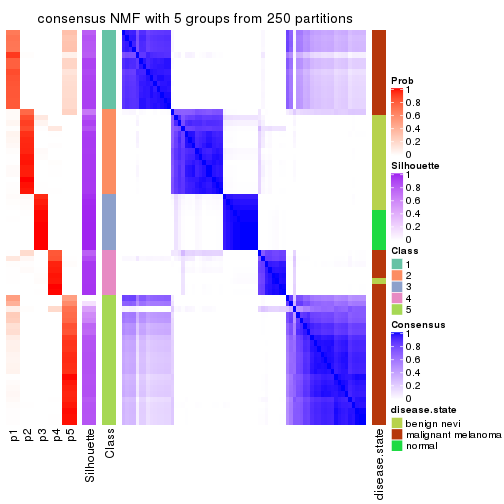 consensus NMF with 5 groups from 250 partitions
Prob
1
0.8
0.6
0.4
0.2
0
Silhouette
1
0.8
0.6
0.4
0.2
0
Class
1
2
3
4
5
Consensus
1
0.8
0.6
0.4
0.2
0
disease.state
benign nevi
malignant melanoma
normal
p1
p2
p3
p4
p5
Silhouette
Class
disease.state